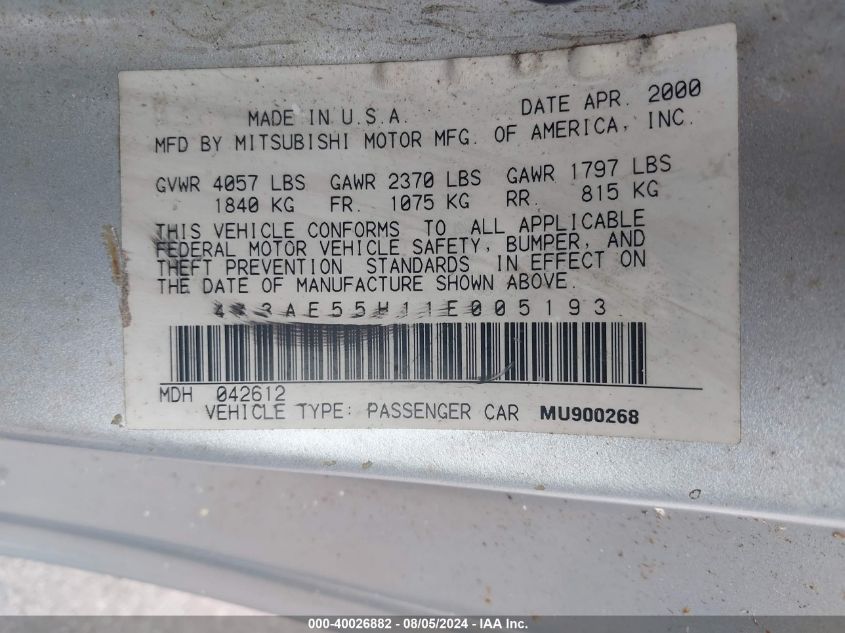 MADE IN U.S.A. DATE APR. 2000
MFD BY MITSUBISHI MOTOR MFG. OF AMERICA, INC.
GVWR 4057 LBS GAWR 2370 LBS GAWR 1797 LBS
1840 KG FR. 1075 KG RR. 815 KG
THIS VEHICLE CONFORMS TO ALL APPLICABLE
FEDERAL MOTOR VEHICLE SAFETY, BUMPER, AND
THEFT PREVENTION STANDARDS IN EFFECT ON
THE DATE OF MANUFACTURE SHOWN ABOVE.
MDH 042612
VEHICLE TYPE: PASSENGER CAR MU900268
000-40026882 - 08/05/2024 - IAA Inc.